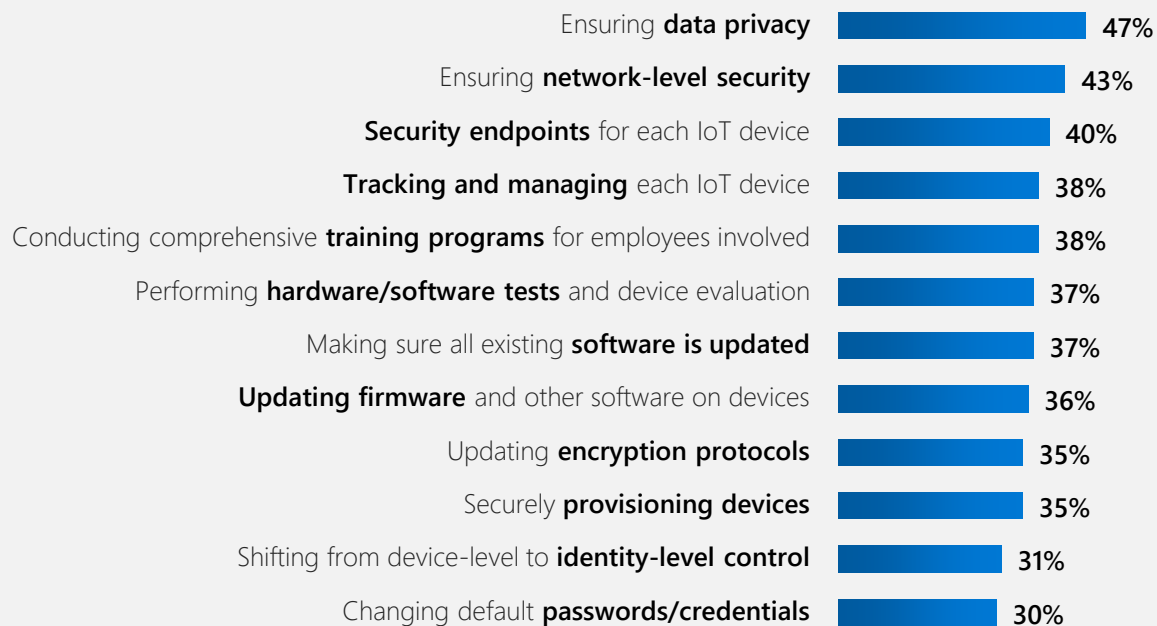 Ensuring data privacy 47%
Ensuring network-level security 43%
Security endpoints for each IoT device 40%
Tracking and managing each IoT device 38%
Conducting comprehensive training programs for employees involved 38%
Performing hardware/software tests and device evaluation 37%
Making sure all existing software is updated 37%
Updating firmware and other software on devices 36%
Updating encryption protocols 35%
Securely provisioning devices 35%
Shifting from device-level to identity-level control 31%
Changing default passwords/credentials 30%